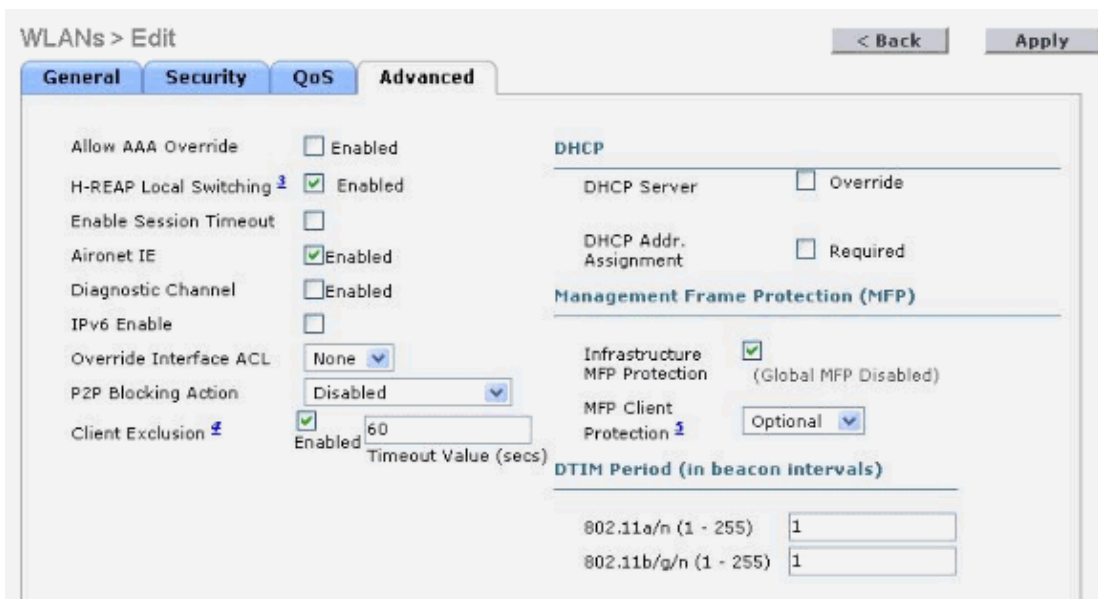 WLANs > Edit
< Back
Apply
General
Security
QoS
Advanced
Allow AAA Override
Enabled
H-REAP Local Switching 3
Enabled
Enable Session Timeout
Aironet IE
Enabled
Diagnostic Channel
Enabled
IPv6 Enable
Override Interface ACL
None
P2P Blocking Action
Disabled
Client Exclusion 4
Enabled
60
Timeout Value (secs)
DHCP
DHCP Server
Override
DHCP Addr.
Assignment
Required
Management Frame Protection (MFP)
Infrastructure
MFP Protection
(Global MFP Disabled)
MFP Client
Protection 5
Optional
DTIM Period (in beacon intervals)
802.11a/n (1 - 255)
1
802.11b/g/n (1 - 255)
1